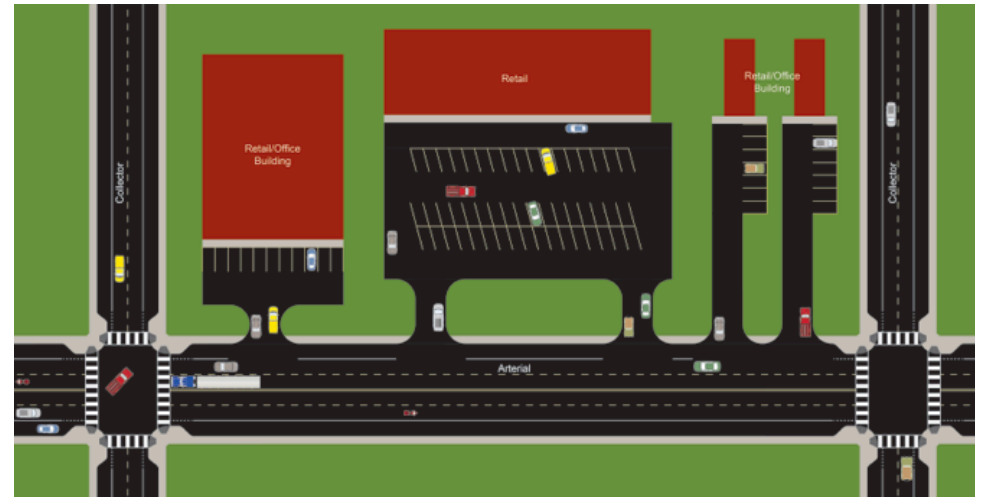 Retail
Retail/Office
Building
Retail/Office
Building
Collector
Collector
Arterial